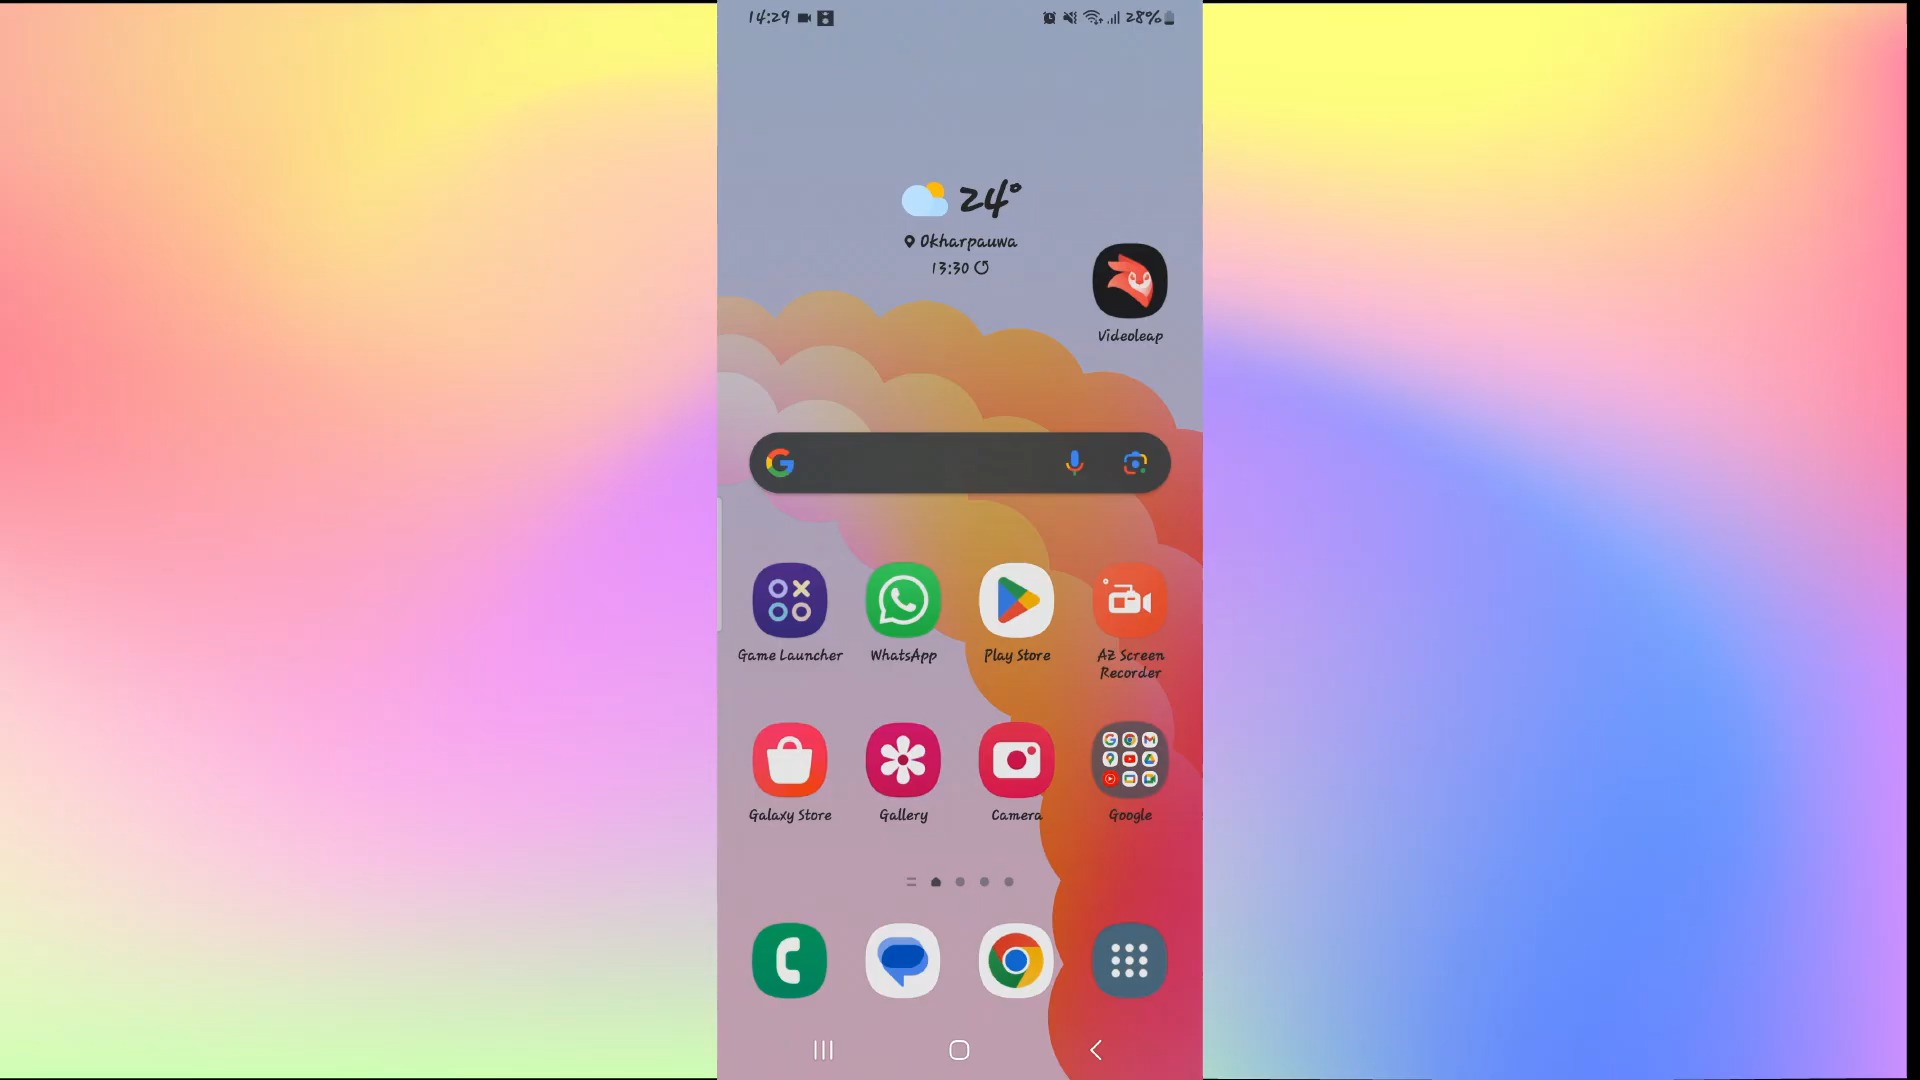 14:29
28%
24°
Okharpauwa
13:30
Videoleap
Game Launcher
WhatsApp
Play Store
AZ Screen
Recorder
Galaxy Store
Gallery
Camera
Google